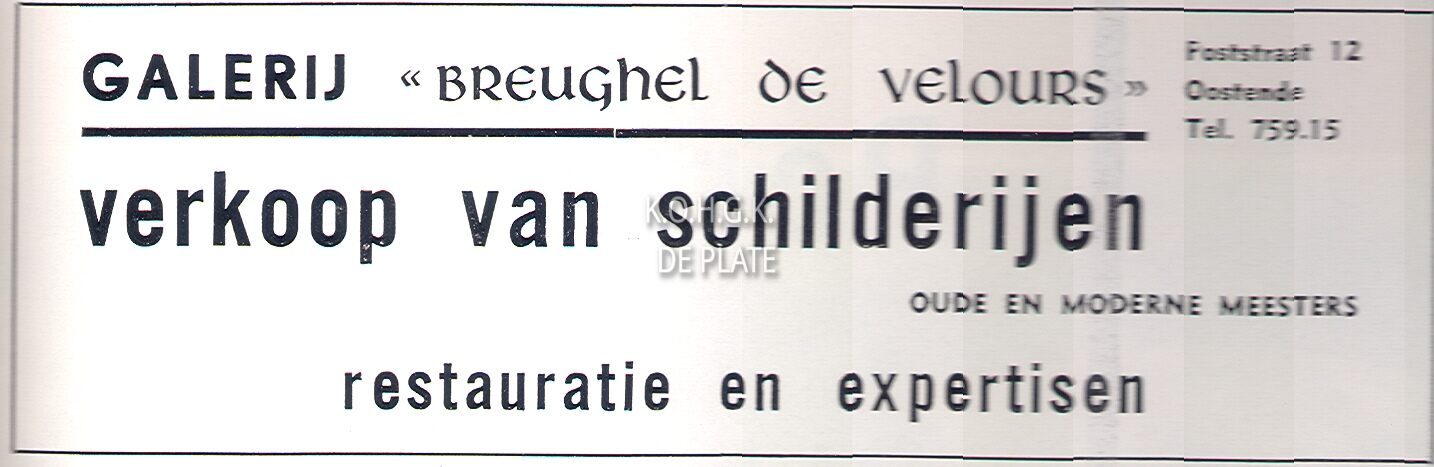 GALERIJ « BREUGHEL DE VELOURS »
Poststraat 12
Oostende
Tel. 759.15
verkoop van schilderijen
K.O.H.G.K.
DE PLATE
OUDE EN MODERNE MEESTERS
restauratie en expertisen